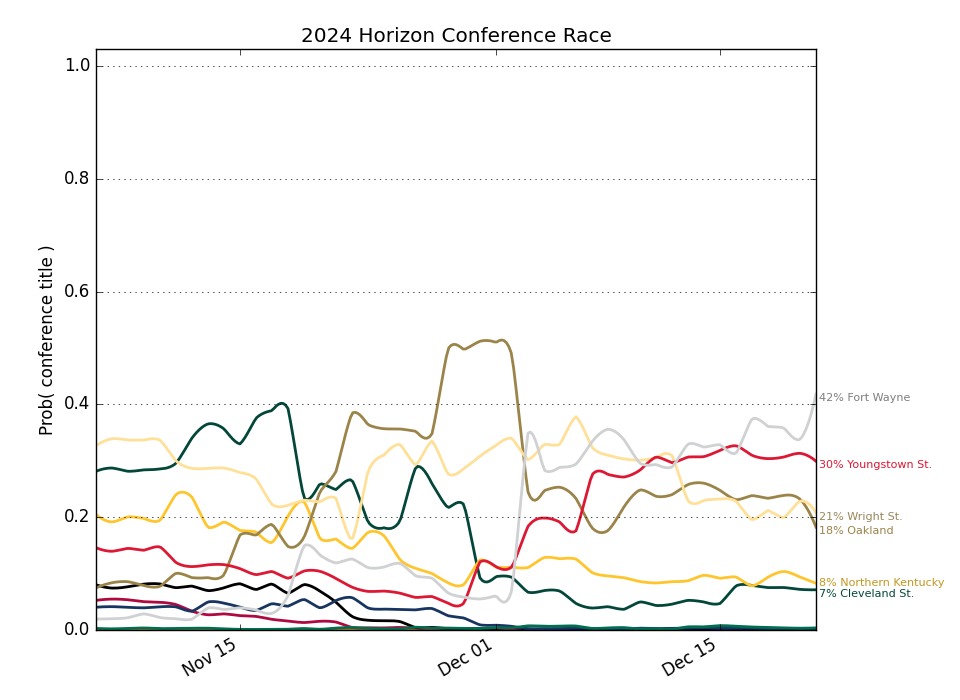 2024 Horizon Conference Race
Prob( conference title )
1.0
0.8
0.6
0.4
0.2
0.0
Nov 15
Dec 01
Dec 15
42% Fort Wayne
30% Youngstown St.
21% Wright St.
18% Oakland
8% Northern Kentucky
7% Cleveland St.